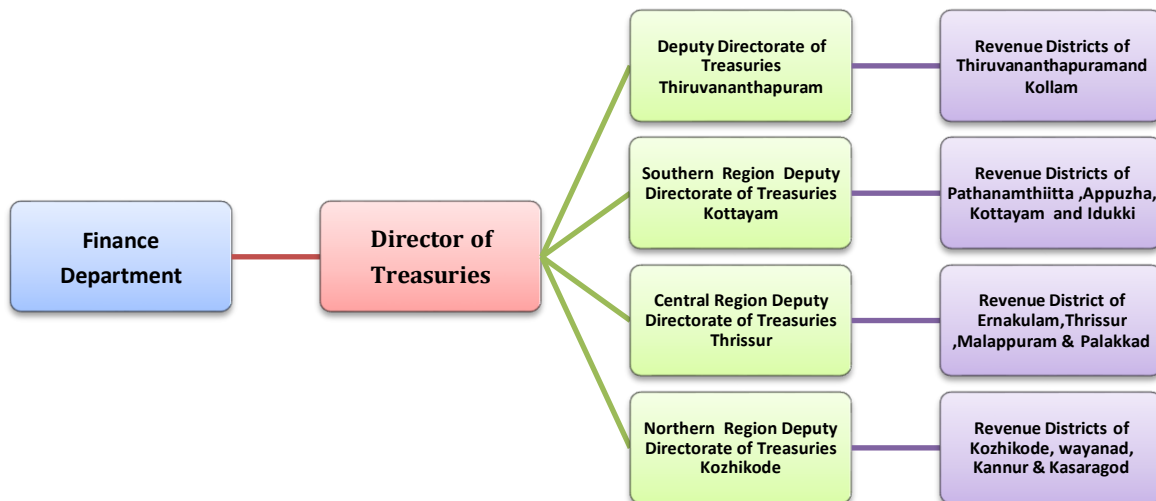 Finance
Department
Director of
Treasuries
Deputy Directorate of
Treasuries
Thiruvananthapuram
Revenue Districts of
Thiruvananthapuramand
Kollam
Southern Region Deputy
Directorate of Treasuries
Kottayam
Revenue Districts of
Pathanamthiitta ,Appuzha,
Kottayam and Idukki
Central Region Deputy
Directorate of Treasuries
Thrissur
Revenue District of
Ernakulam,Thrissur
,Malappuram & Palakkad
Northern Region Deputy
Directorate of Treasuries
Kozhikode
Revenue Districts of
Kozhikode, wayanad,
Kannur & Kasaragod